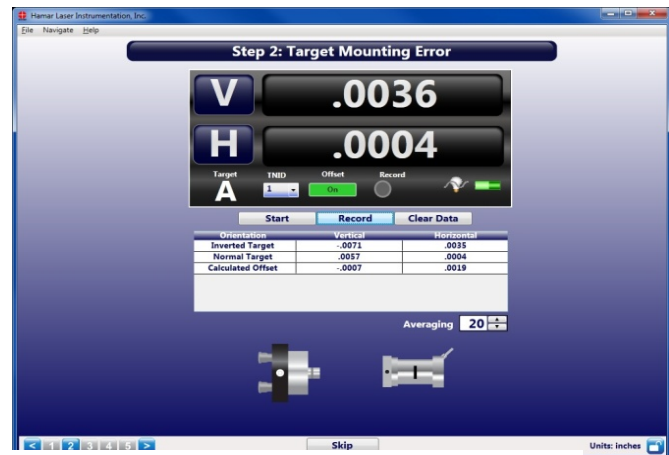 Hamar Laser Instrumentation, Inc.
File Navigate Help
Step 2: Target Mounting Error
V .0036
H .0004
Target TNID Offset Record
A 1 On
Start Record Clear Data
Orientation Vertical Horizontal
Inverted Target -.0071 .0035
Normal Target .0057 .0004
Calculated Offset -.0007 .0019
Averaging 20
< 1 2 3 4 5 > Skip Units: inches